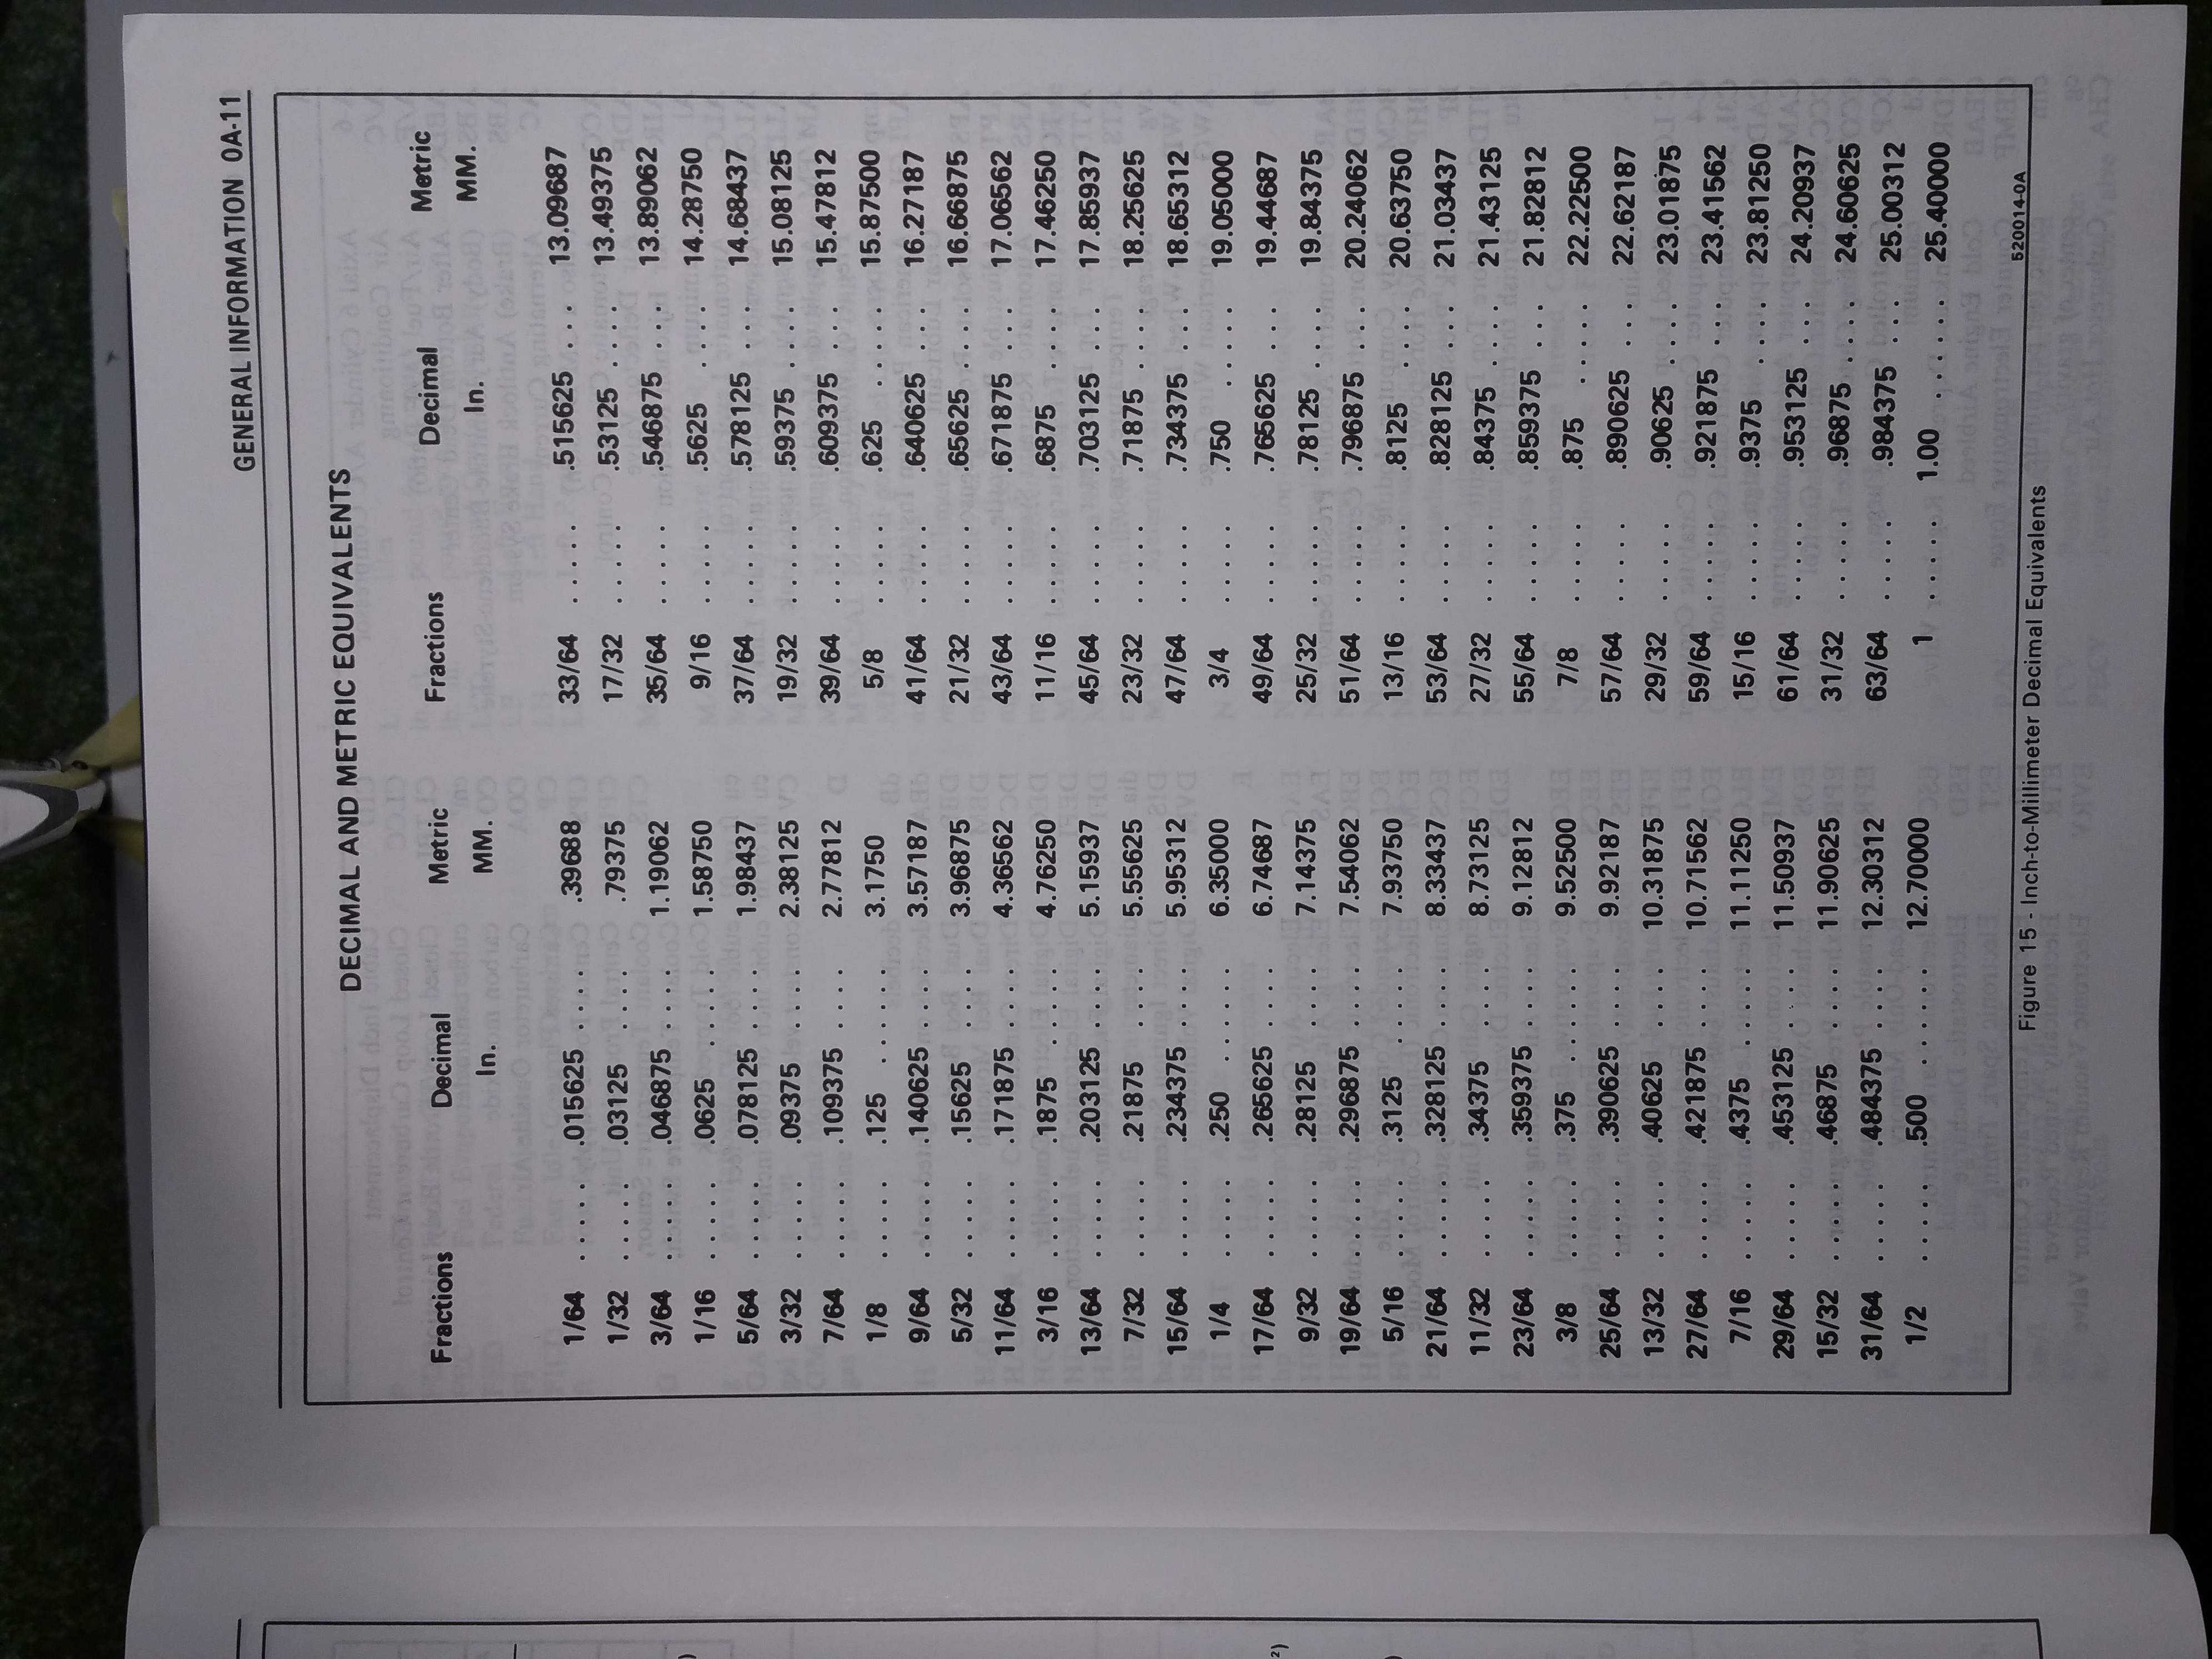 GENERAL INFORMATION 0A-11
DECIMAL AND METRIC EQUIVALENTS
Fractions Decimal In. Metric MM. Fractions Decimal In. Metric MM.
1/64 ..... .015625 .... .39688 33/64 ..... .515625 .... 13.09687
1/32 ..... .03125 ..... .79375 17/32 ..... .53125 ..... 13.49375
3/64 ..... .046875 .... 1.19062 35/64 ..... .546875 .... 13.89062
1/16 ..... .0625 ...... 1.58750 9/16 ...... .5625 ..... 14.28750
5/64 ..... .078125 .... 1.98437 37/64 ..... .578125 .... 14.68437
3/32 ..... .09375 ..... 2.38125 19/32 ..... .59375 ..... 15.08125
7/64 ..... .109375 .... 2.77812 39/64 ..... .609375 .... 15.47812
1/8 ...... .125 ...... 3.1750 5/8 ...... .625 ...... 15.87500
9/64 ..... .140625 .... 3.57187 41/64 ..... .640625 .... 16.27187
5/32 ..... .15625 ..... 3.96875 21/32 ..... .65625 ..... 16.66875
11/64 ..... .171875 .... 4.36562 43/64 ..... .671875 .... 17.06562
3/16 ..... .1875 ...... 4.76250 11/16 ..... .6875 ..... 17.46250
13/64 ..... .203125 .... 5.15937 45/64 ..... .703125 .... 17.85937
7/32 ..... .21875 ..... 5.55625 23/32 ..... .71875 ..... 18.25625
15/64 ..... .234375 .... 5.95312 47/64 ..... .734375 .... 18.65312
1/4 ...... .250 ...... 6.35000 3/4 ...... .750 ...... 19.05000
17/64 ..... .265625 .... 6.74687 49/64 ..... .765625 .... 19.44687
9/32 ..... .28125 ..... 7.14375 25/32 ..... .78125 ..... 19.84375
19/64 ..... .296875 .... 7.54062 51/64 ..... .796875 .... 20.24062
5/16 ..... .3125 ...... 7.93750 13/16 ..... .8125 ..... 20.63750
21/64 ..... .328125 .... 8.33437 53/64 ..... .828125 .... 21.03437
11/32 ..... .34375 ..... 8.73125 27/32 ..... .84375 ..... 21.43125
23/64 ..... .359375 .... 9.12812 55/64 ..... .859375 .... 21.82812
3/8 ...... .375 ...... 9.52500 7/8 ...... .875 ...... 22.22500
25/64 ..... .390625 .... 9.92187 57/64 ..... .890625 .... 22.62187
13/32 ..... .40625 ..... 10.31875 29/32 ..... .90625 ..... 23.01875
27/64 ..... .421875 .... 10.71562 59/64 ..... .921875 .... 23.41562
7/16 ..... .4375 ...... 11.11250 15/16 ..... .9375 ..... 23.81250
29/64 ..... .453125 .... 11.50937 61/64 ..... .953125 .... 24.20937
15/32 ..... .46875 ..... 11.90625 31/32 ..... .96875 ..... 24.60625
31/64 ..... .484375 .... 12.30312 63/64 ..... .984375 .... 25.00312
1/2 ...... .500 ...... 12.70000 1 ...... 1.00 ...... 25.40000
520014-0A
Figure 15 - Inch-to-Millimeter Decimal Equivalents